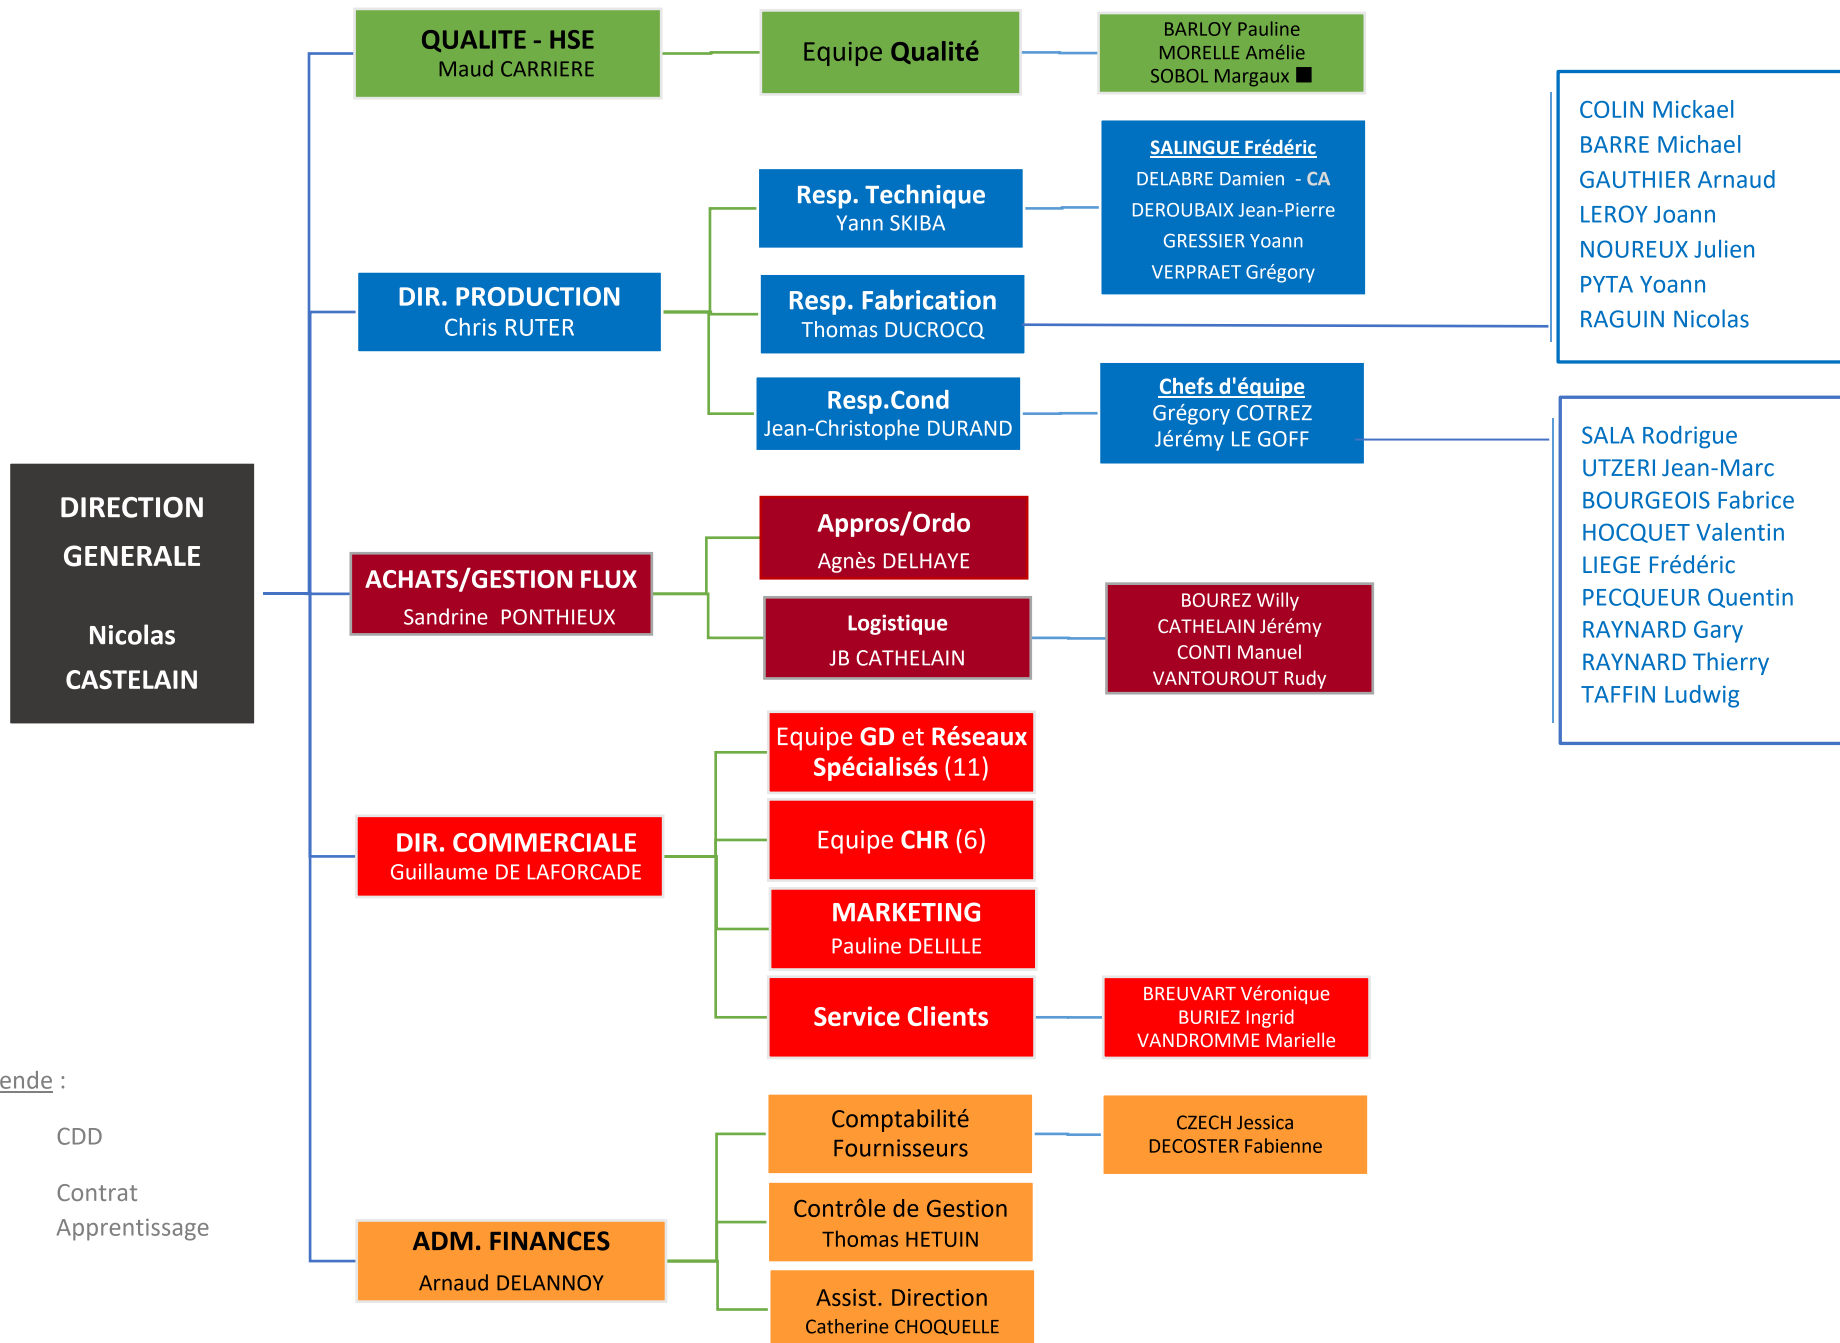 QUALITE - HSE
Maud CARRIERE
Equipe Qualité
BARLOY Pauline
MORELLE Amélie
SOBOL Margaux ■
DIR. PRODUCTION
Chris RUTER
Resp. Technique
Yann SKIBA
SALINGUE Frédéric
DELABRE Damien - CA
DEROUBAIX Jean-Pierre
GRESSIER Yoann
VERPRAET Grégory
Resp. Fabrication
Thomas DUCROCQ
COLIN Mickael
BARRE Michael
GAUTHIER Arnaud
LEROY Joann
NOUREUX Julien
PYTA Yoann
RAGUIN Nicolas
Resp.Cond
Jean-Christophe DURAND
Chefs d'équipe
Grégory COTREZ
Jérémy LE GOFF
SALA Rodrigue
UTZERI Jean-Marc
BOURGEOIS Fabrice
HOCQUET Valentin
LIEGE Frédéric
PECQUEUR Quentin
RAYNARD Gary
RAYNARD Thierry
TAFFIN Ludwig
DIRECTION
GENERALE
Nicolas
CASTELAIN
ACHATS/GESTION FLUX
Sandrine PONTHIEUX
Appros/Ordo
Agnès DELHAYE
Logistique
JB CATHELAIN
BOUREZ Willy
CATHELAIN Jérémy
CONTI Manuel
VANTOUROUT Rudy
DIR. COMMERCIALE
Guillaume DE LAFORCADE
Equipe GD et Réseaux
Spécialisés (11)
Equipe CHR (6)
MARKETING
Pauline DELILLE
Service Clients
BREUVART Véronique
BURIEZ Ingrid
VANDROMME Marielle
ende :
CDD
Contrat
Apprentissage
ADM. FINANCES
Arnaud DELANNOY
Comptabilité
Fournisseurs
CZECH Jessica
DECOSTER Fabienne
Contrôle de Gestion
Thomas HETUIN
Assist. Direction
Catherine CHOQUELLE